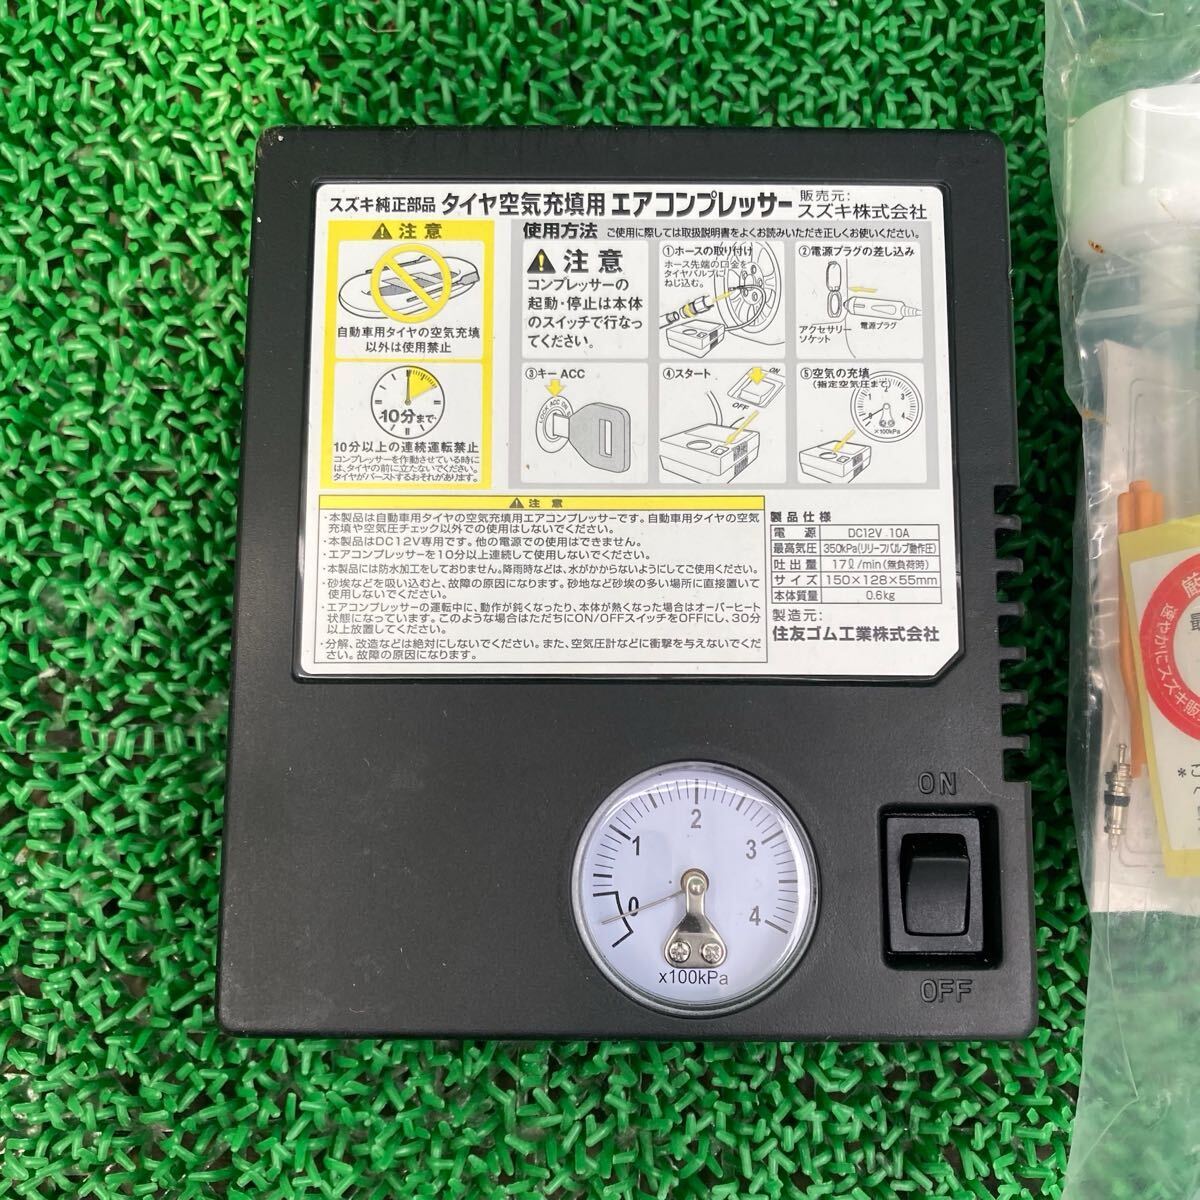 スズキ純正部品 タイヤ空気充填用 エアコンプレッサー 販売元:スズキ株式会社
注意
自動車用タイヤの空気充填
以外は使用禁止
10分まで
10分以上の連続運転禁止
コンプレッサーを作動させている時に
は、タイヤの前に立たないでください。
タイヤがバーストするおそれがあります。
使用方法 ご使用に際しては取扱説明書をよくお読みいただき正しくお使いください。
注意
コンプレッサーの
起動・停止は本体
のスイッチで行なっ
てください。
①ホースの取り付け
ホース先端の口金を
タイヤバルブに
ねじ込む。
②電源プラグの差し込み
アクセサリー
ソケット
電源プラグ
③キー ACC
LOCK ACC ON
④スタート
ON
OFF
⑤空気の充填
(指定空気圧まで)
1 2 3 4
×100kPa
注意
・本製品は自動車用タイヤの空気充填用エアコンプレッサーです。自動車用タイヤの空気
充填や空気圧チェック以外での使用はしないでください。
・本製品はDC12V専用です。他の電源での使用はできません。
・エアコンプレッサーを10分以上連続して使用しないでください。
・本製品には防水加工をしておりません。降雨時などは、水がかからないようにしてご使用してください。
・砂埃などを吸い込むと、故障の原因になります。砂地など砂埃の多い場所に直接置いて
使用しないでください。
・エアコンプレッサーの運転中に、動作が鈍くなったり、本体が熱くなった場合はオーバーヒート
状態になっています。このような場合はただちにON/OFFスイッチをOFFにし、30分
以上放置してください。
・分解、改造などは絶対にしないでください。また、空気圧計などに衝撃を与えないでくだ
さい。故障の原因になります。
製品仕様
電源 DC12V 10A
最高気圧 350kPa(リリーフバルブ動作圧)
吐出量 17ℓ/min(無負荷時)
サイズ 150×128×55mm
本体質量 0.6kg
製造元:
住友ゴム工業株式会社
0 1 2 3 4
x100kPa
ON
OFF
速やかにスズキ販